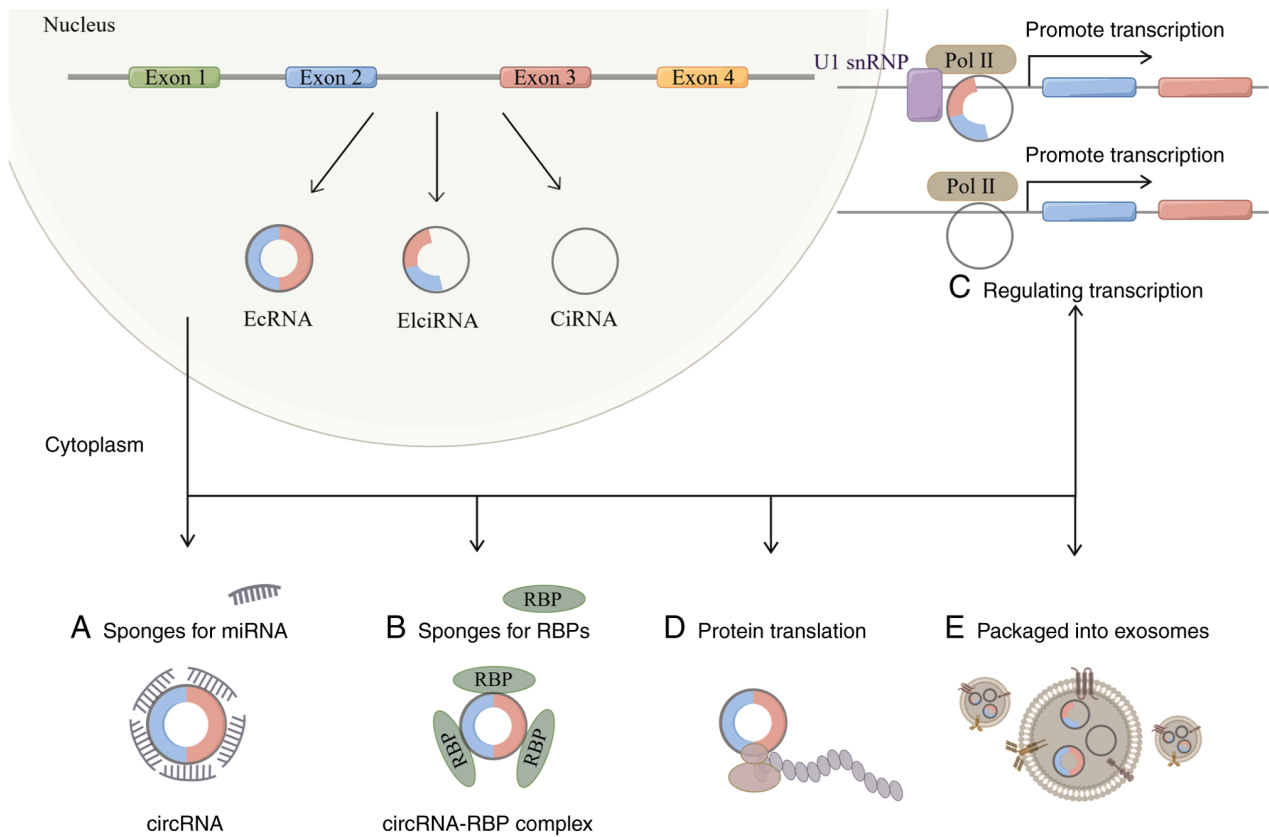 Nucleus
Exon 1
Exon 2
Exon 3
Exon 4
EcRNA
ElciRNA
CiRNA
Promote transcription
U1 snRNP
Pol II
Promote transcription
Pol II
C Regulating transcription
Cytoplasm
A Sponges for miRNA
circRNA
RBP
B Sponges for RBPs
RBP
RBP
RBP
circRNA-RBP complex
D Protein translation
E Packaged into exosomes